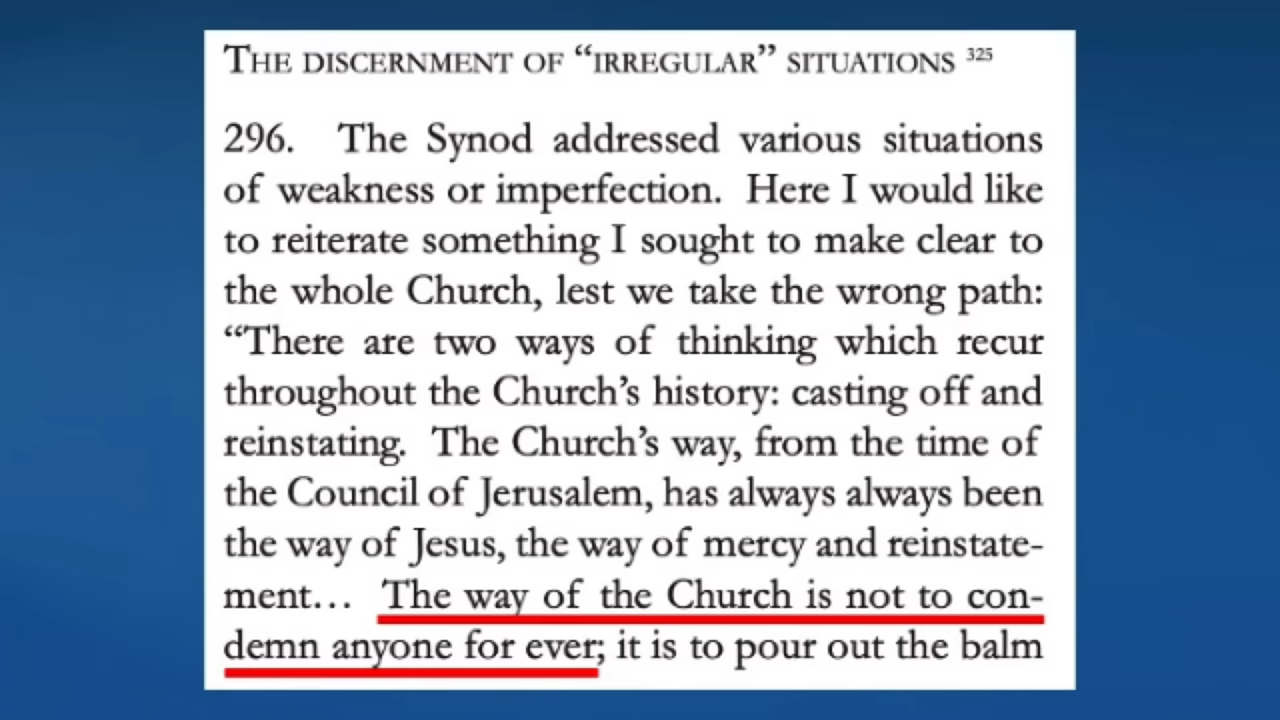 THE DISCERNMENT OF “IRREGULAR” SITUATIONS 325
296. The Synod addressed various situations
of weakness or imperfection. Here I would like
to reiterate something I sought to make clear to
the whole Church, lest we take the wrong path:
“There are two ways of thinking which recur
throughout the Church’s history: casting off and
reinstating. The Church’s way, from the time of
the Council of Jerusalem, has always always been
the way of Jesus, the way of mercy and reinstate-
ment… The way of the Church is not to con-
demn anyone for ever; it is to pour out the balm